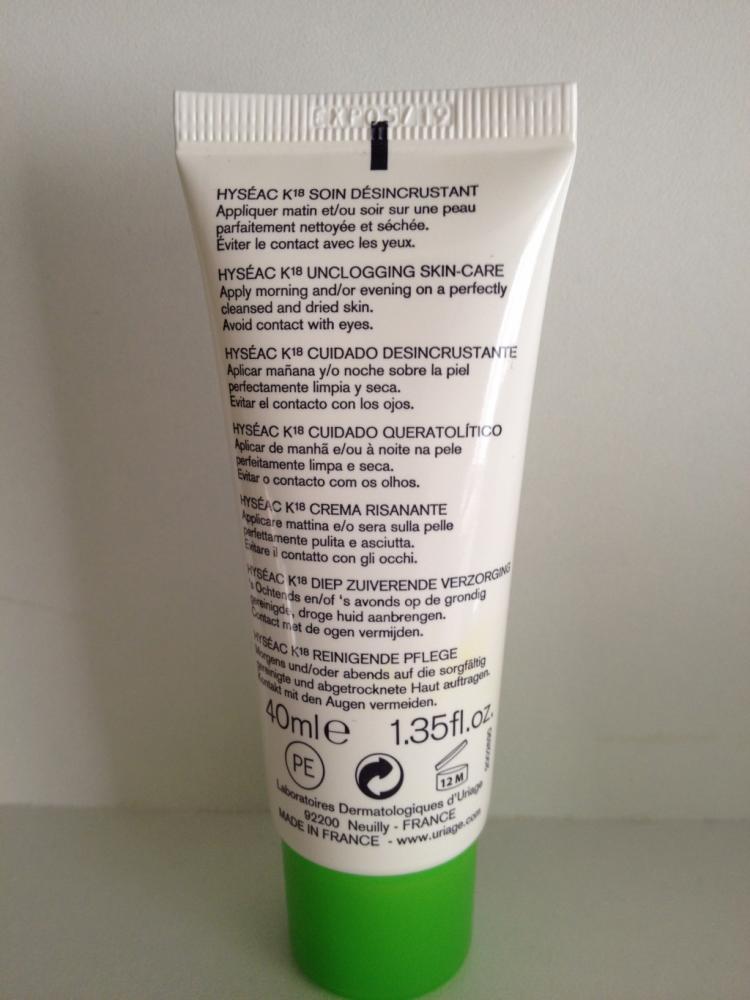 EXP05/19
HYSÉAC K18 SOIN DÉSINCRUSTANT
Appliquer matin et/ou soir sur une peau
parfaitement nettoyée et séchée.
Éviter le contact avec les yeux.
HYSÉAC K18 UNCLOGGING SKIN-CARE
Apply morning and/or evening on a perfectly
cleansed and dried skin.
Avoid contact with eyes.
HYSÉAC K18 CUIDADO DESINCRUSTANTE
Aplicar mañana y/o noche sobre la piel
perfectamente limpia y seca.
Evitar el contacto con los ojos.
HYSÉAC K18 CUIDADO QUERATOLÍTICO
Aplicar de manhã e/ou à noite na pele
perfeitamente limpa e seca.
Evitar o contacto com os olhos.
HYSÉAC K18 CREMA RISANANTE
Applicare mattina e/o sera sulla pelle
perfettamente pulita e asciutta.
Evitare il contatto con gli occhi.
HYSÉAC K18 DIEP ZUIVERENDE VERZORGING
's Ochtends en/of 's avonds op de grondig
gereinigde, droge huid aanbrengen.
Contact met de ogen vermijden.
HYSÉAC K18 REINIGENDE PFLEGE
Morgens und/oder abends auf die sorgfältig
gereinigte und abgetrocknete Haut auftragen.
Kontakt mit den Augen vermeiden.
40ml e 1.35fl.oz.
PE
12 M
Laboratoires Dermatologiques d'Uriage
92200 Neuilly - FRANCE
MADE IN FRANCE - www.uriage.com